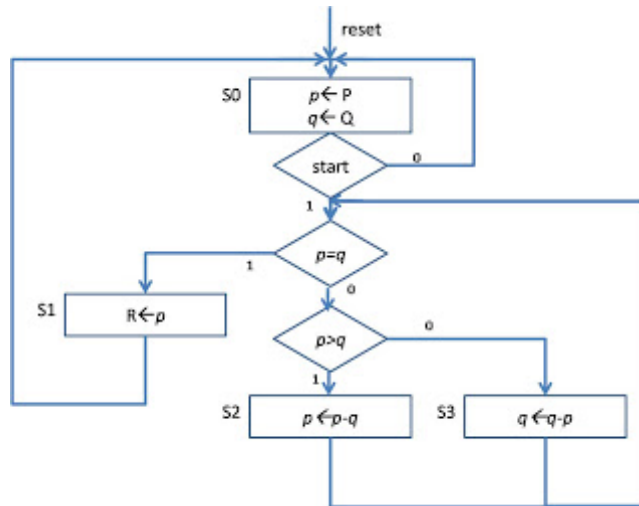 reset
S0
p← P
q← Q
start
0
1
p=q
1
0
S1
R←p
p>q
0
1
S2
p←p-q
S3
q←q-p